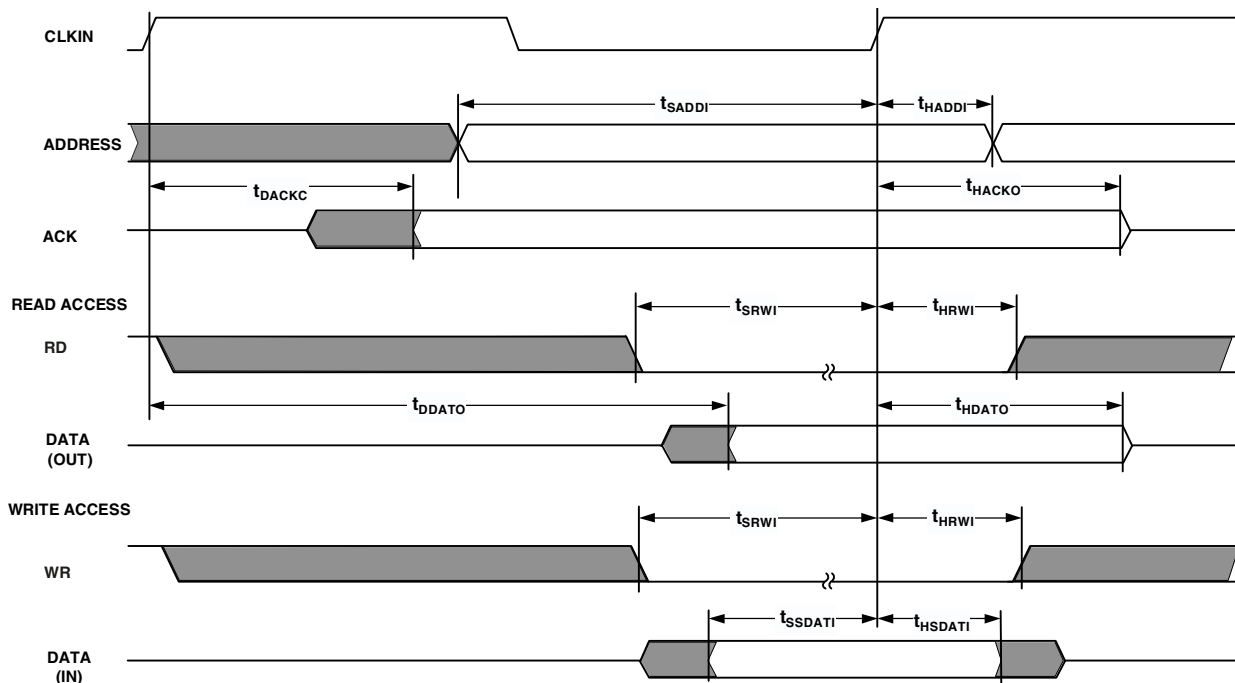 CLKIN
tSADDI
tHADDI
ADDRESS
tDACKC
tHACKO
ACK
READ ACCESS
tSRWI
tHRWI
RD
tDDATO
tHDATO
DATA
(OUT)
WRITE ACCESS
tSRWI
tHRWI
WR
tSSDATI
tHSDATI
DATA
(IN)